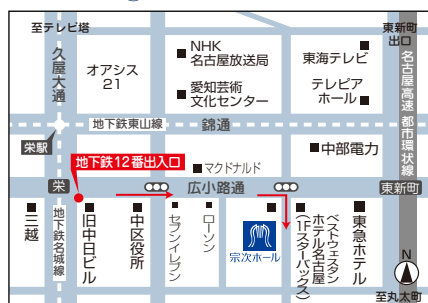 至テレビ塔
東新町
出口
久屋大通
オアシス
21
NHK
名古屋放送局
愛知芸術
文化センター
東海テレビ
テレピア
ホール
名古屋高速 都市環状線
地下鉄東山線
錦通
栄駅
地下鉄12番出入口
マクドナルド
中部電力
栄
広小路通
東新町
三越
地下鉄名城線
旧中日ビル
中区役所
セブンイレブン
ローソン
宗次ホール
ベストウェスタン
ホテル名古屋
(1Fスターバックス)
東急ホテル
N
至丸太町